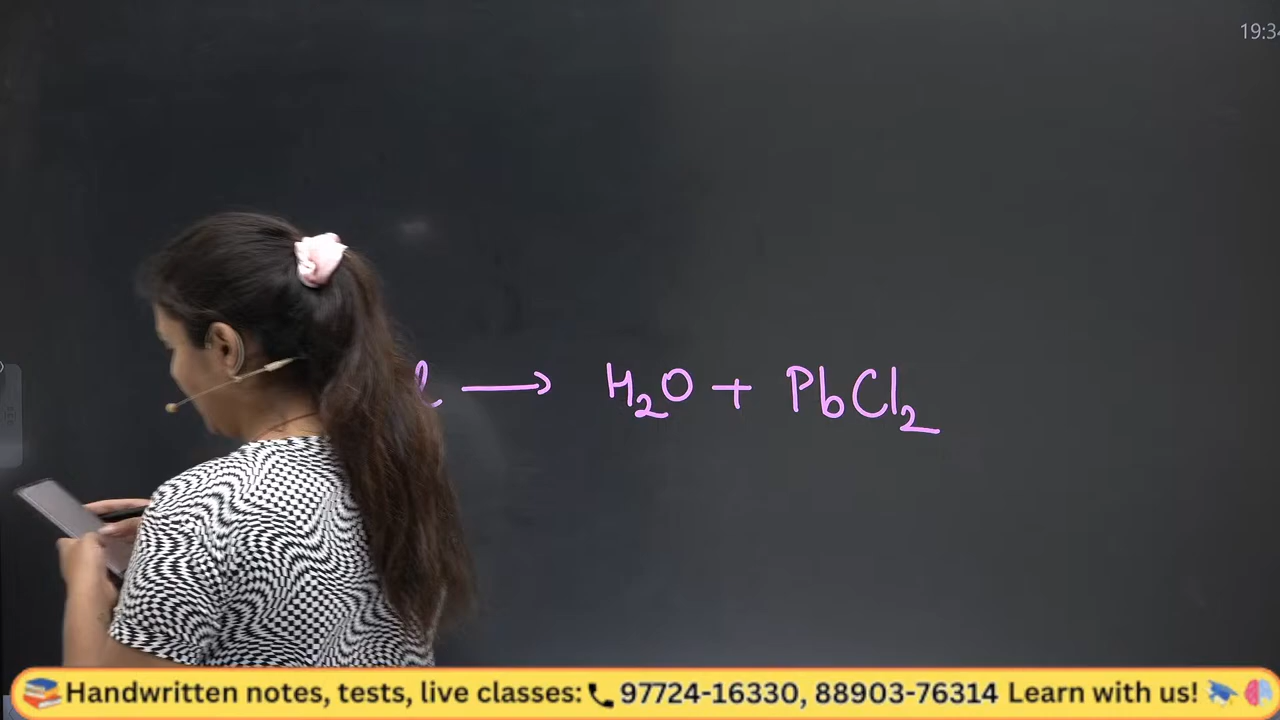 19:34
l ⟶ H₂O + PbCl₂
Handwritten notes, tests, live classes: 97724-16330, 88903-76314 Learn with us!